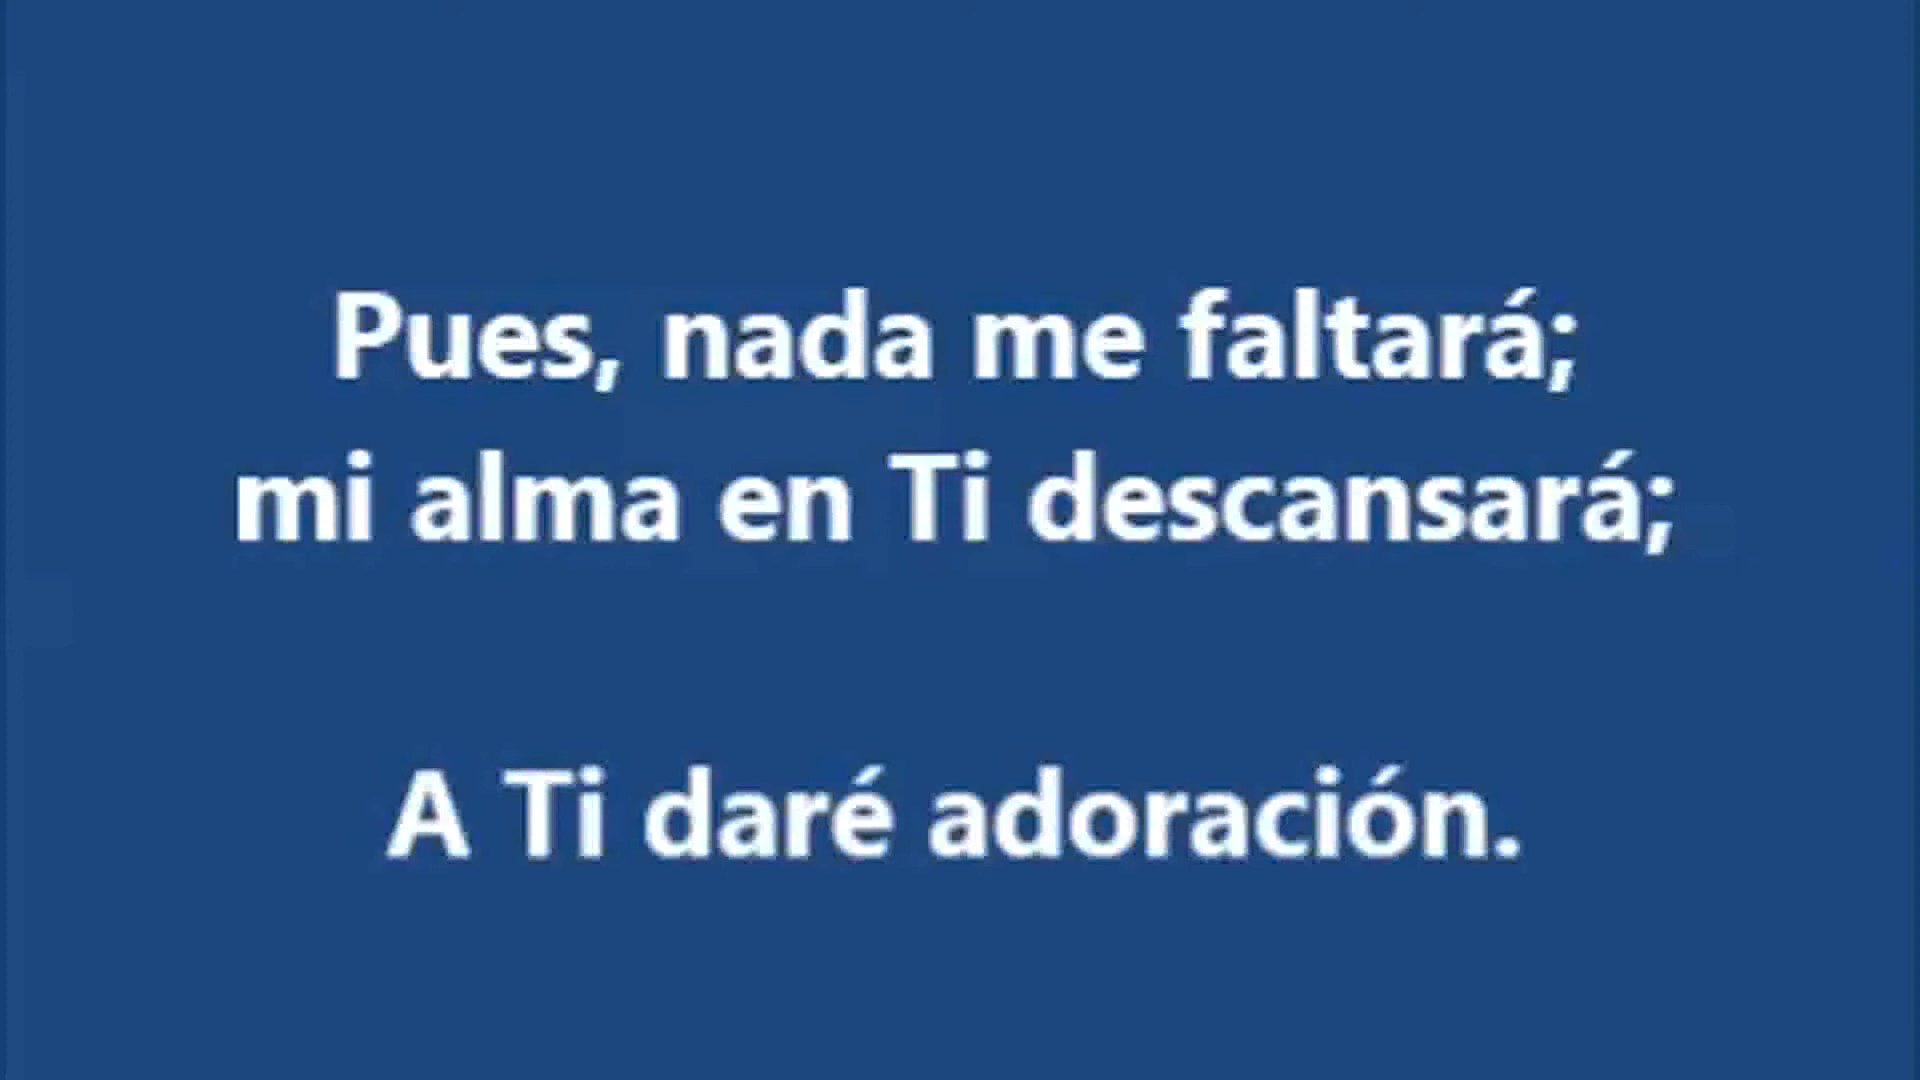 Pues, nada me faltará;
mi alma en Ti descansará;
A Ti daré adoración.